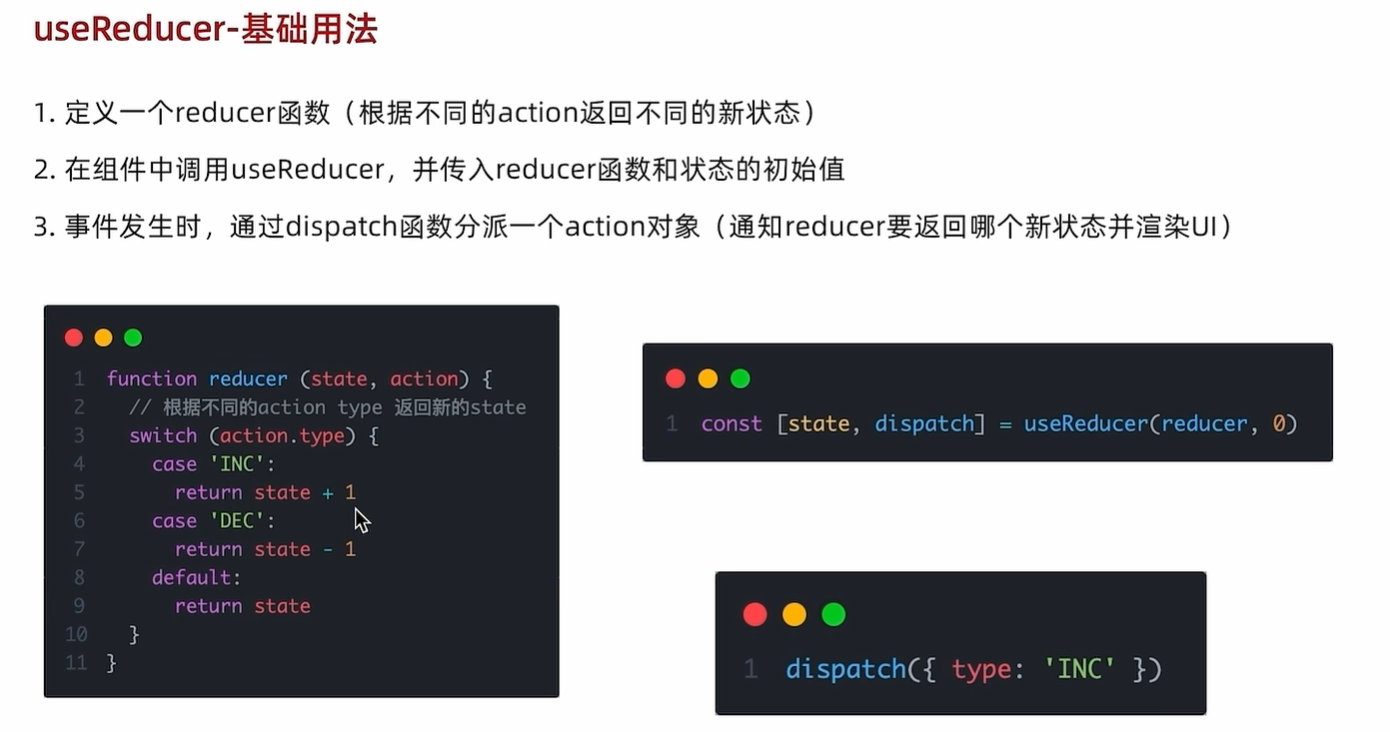 useReducer-基础用法
1. 定义一个reducer函数（根据不同的action返回不同的新状态）
2. 在组件中调用useReducer，并传入reducer函数和状态的初始值
3. 事件发生时，通过dispatch函数分派一个action对象（通知reducer要返回哪个新状态并渲染UI）
1 function reducer (state, action) {
2   // 根据不同的action type 返回新的state
3   switch (action.type) {
4     case 'INC':
5       return state + 1
6     case 'DEC':
7       return state - 1
8     default:
9       return state
10   }
11 }
1 const [state, dispatch] = useReducer(reducer, 0)
1 dispatch({ type: 'INC' })